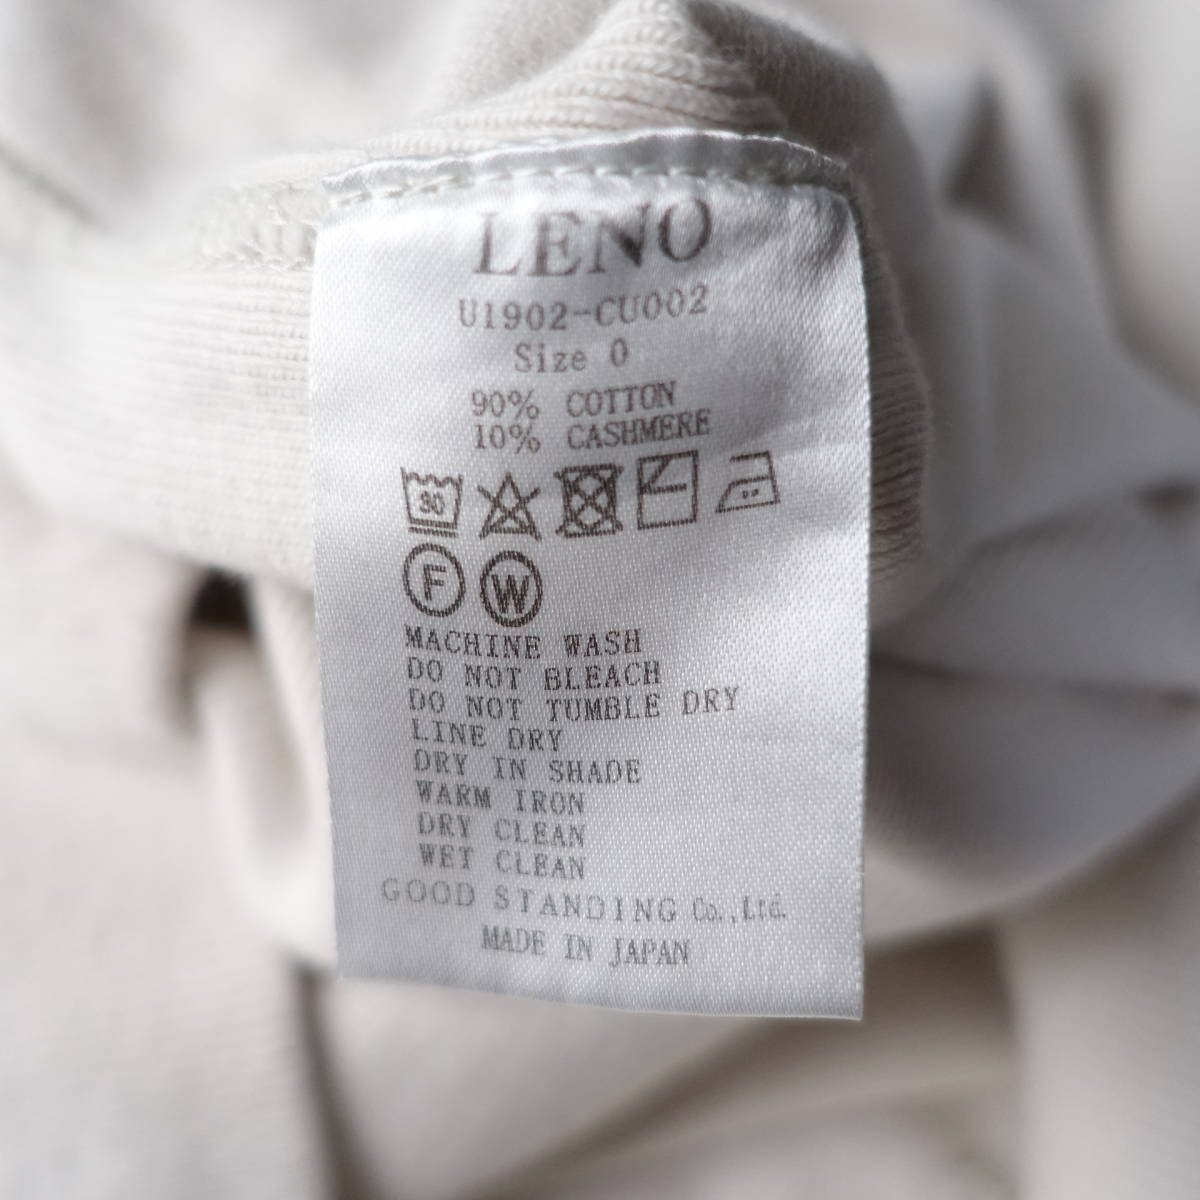 LENO
U1902-CU002
Size 0
90% COTTON
10% CASHMERE
30
F W
MACHINE WASH
DO NOT BLEACH
DO NOT TUMBLE DRY
LINE DRY
DRY IN SHADE
WARM IRON
DRY CLEAN
WET CLEAN
GOOD STANDING Co.,Ltd.
MADE IN JAPAN